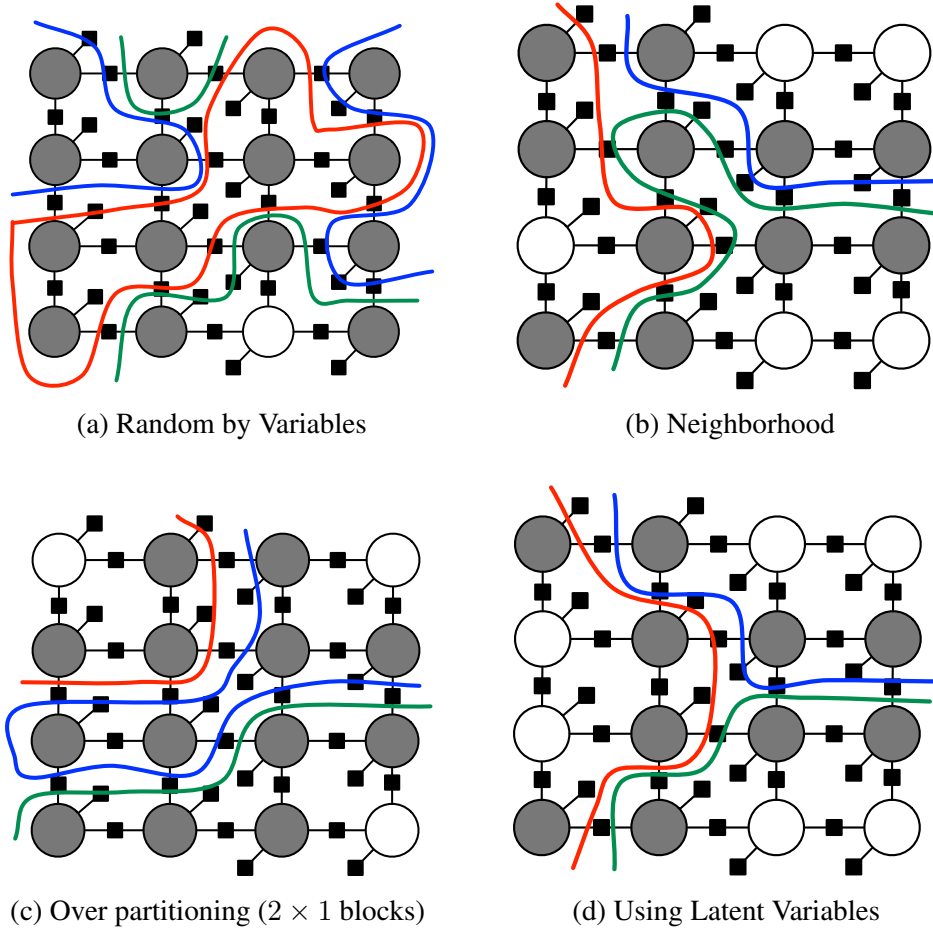 (a) Random by Variables
(b) Neighborhood
(c) Over partitioning (2 × 1 blocks)
(d) Using Latent Variables